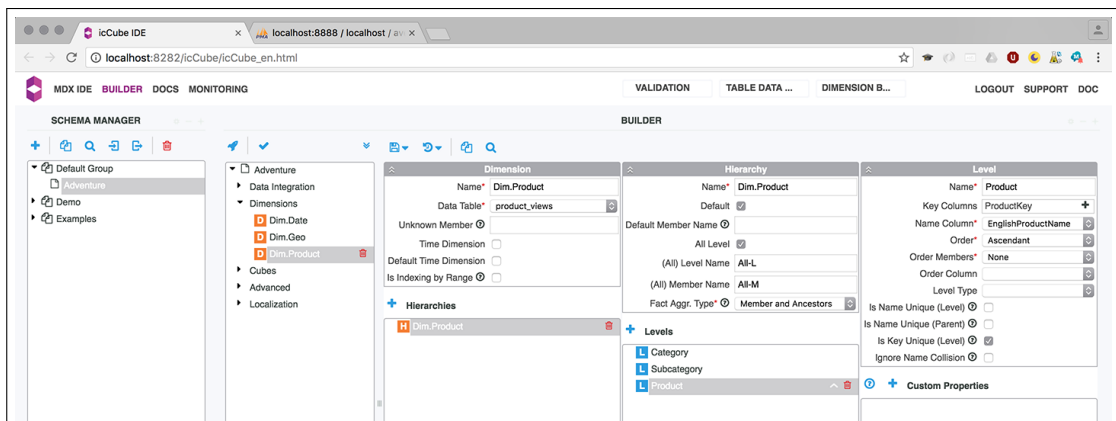 icCube IDE
localhost:8888 / localhost / av
localhost:8282/icCube/icCube_en.html
MDX IDE BUILDER DOCS MONITORING
VALIDATION TABLE DATA ... DIMENSION B... LOGOUT SUPPORT DOC
SCHEMA MANAGER
BUILDER
Default Group
Adventure
Demo
Examples
Adventure
Data Integration
Dimensions
D Dim.Date
D Dim.Geo
D Dim.Product
Cubes
Advanced
Localization
Dimension
Name* Dim.Product
Data Table* product_views
Unknown Member ?
Time Dimension
Default Time Dimension
Is Indexing by Range ?
Hierarchies
H Dim.Product
Hierarchy
Name* Dim.Product
Default
Default Member Name ?
All Level
(All) Level Name All-L
(All) Member Name All-M
Fact Aggr. Type* ? Member and Ancestors
Levels
L Category
L Subcategory
L Product
Level
Name* Product
Key Columns ProductKey
Name Column* EnglishProductName
Order* Ascendant
Order Members* None
Order Column
Level Type
Is Name Unique (Level) ?
Is Name Unique (Parent) ?
Is Key Unique (Level) ?
Ignore Name Collision ?
? Custom Properties